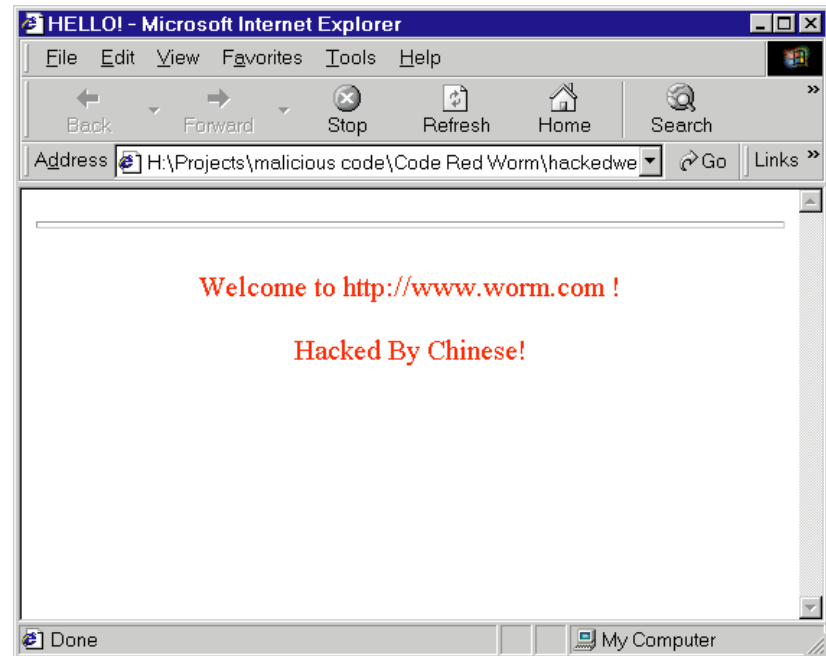 HELLO! - Microsoft Internet Explorer
File Edit View Favorites Tools Help
Back Forward Stop Refresh Home Search »
Address H:\Projects\malicious code\Code Red Worm\hackedwe Go Links »
Welcome to http://www.worm.com !
Hacked By Chinese!
Done My Computer